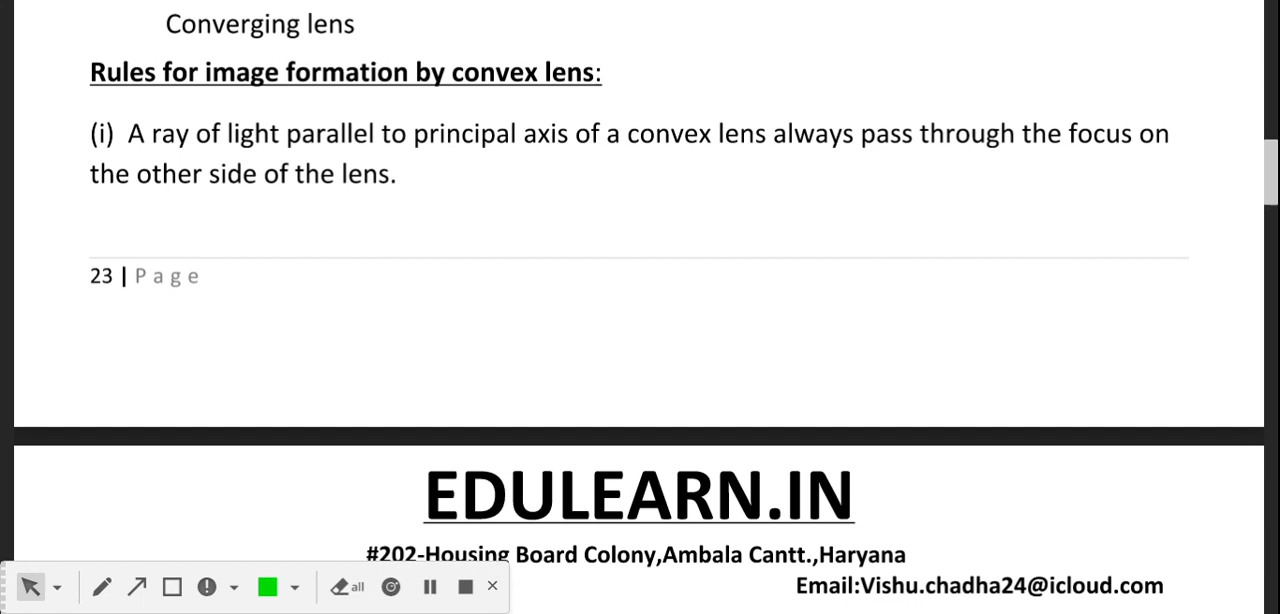 Converging lens
Rules for image formation by convex lens:
(i) A ray of light parallel to principal axis of a convex lens always pass through the focus on
the other side of the lens.
23 | Page
EDULEARN.IN
#202-Housing Board Colony,Ambala Cantt.,Haryana
Email:Vishu.chadha24@icloud.com
all